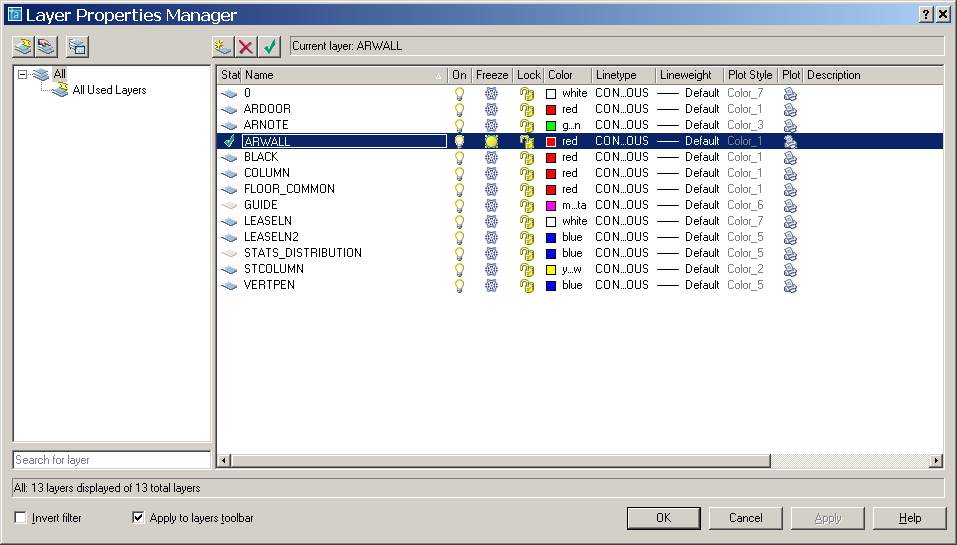 Layer Properties Manager
Current layer: ARWALL
All
All Used Layers
Search for layer
Stat Name On Freeze Lock Color Linetype Lineweight Plot Style Plot Description
0 white CON...OUS Default Color_7
ARDOOR red CON...OUS Default Color_1
ARNOTE g...n CON...OUS Default Color_3
ARWALL red CON...OUS Default Color_1
BLACK red CON...OUS Default Color_1
COLUMN red CON...OUS Default Color_1
FLOOR_COMMON red CON...OUS Default Color_1
GUIDE m...ta CON...OUS Default Color_6
LEASELN white CON...OUS Default Color_7
LEASELN2 blue CON...OUS Default Color_5
STATS_DISTRIBUTION blue CON...OUS Default Color_5
STCOLUMN y...w CON...OUS Default Color_2
VERTPEN blue CON...OUS Default Color_5
All: 13 layers displayed of 13 total layers
Invert filter Apply to layers toolbar OK Cancel Apply Help